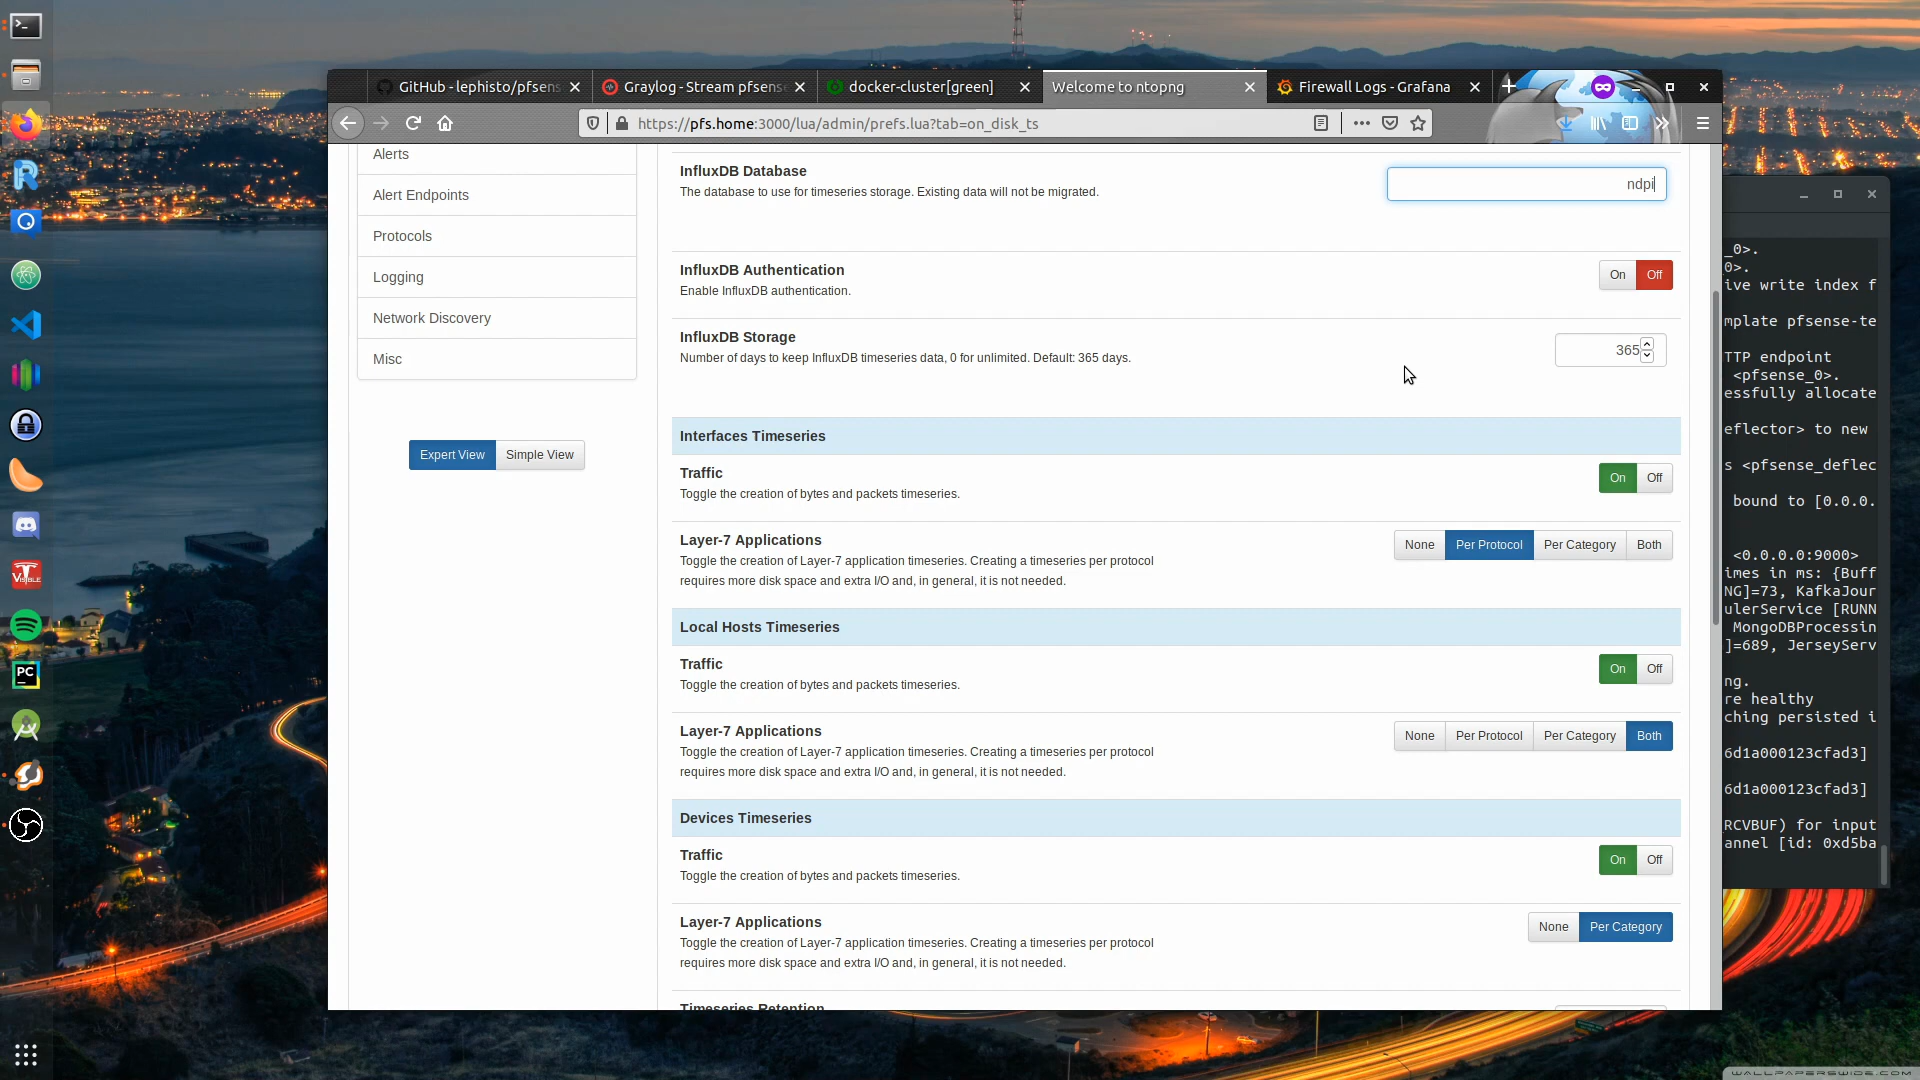 GitHub - lephisto/pfsens
Graylog - Stream pfsense
docker-cluster[green]
Welcome to ntopng
Firewall Logs - Grafana
https://pfs.home:3000/lua/admin/prefs.lua?tab=on_disk_ts
Alerts
Alert Endpoints
Protocols
Logging
Network Discovery
Misc
Expert View
Simple View
InfluxDB Database
The database to use for timeseries storage. Existing data will not be migrated.
ndpi
InfluxDB Authentication
On Off
Enable InfluxDB authentication.
InfluxDB Storage
Number of days to keep InfluxDB timeseries data, 0 for unlimited. Default: 365 days.
365
Interfaces Timeseries
Traffic
On Off
Toggle the creation of bytes and packets timeseries.
Layer-7 Applications
None Per Protocol Per Category Both
Toggle the creation of Layer-7 application timeseries. Creating a timeseries per protocol
requires more disk space and extra I/O and, in general, it is not needed.
Local Hosts Timeseries
Traffic
On Off
Toggle the creation of bytes and packets timeseries.
Layer-7 Applications
None Per Protocol Per Category Both
Toggle the creation of Layer-7 application timeseries. Creating a timeseries per protocol
requires more disk space and extra I/O and, in general, it is not needed.
Devices Timeseries
Traffic
On Off
Toggle the creation of bytes and packets timeseries.
Layer-7 Applications
None Per Category
Toggle the creation of Layer-7 application timeseries. Creating a timeseries per protocol
requires more disk space and extra I/O and, in general, it is not needed.
Timeseries Retention
_0>.
0>.
ive write index f
mplate pfsense-te
TTP endpoint
<pfsense_0>.
essfully allocate
eflector> to new
s <pfsense_deflec
bound to [0.0.0.
<0.0.0.0:9000>
imes in ms: {Buff
NG]=73, KafkaJour
ulerService [RUNN
MongoDBProcessin
]=689, JerseyServ
ng.
re healthy
ching persisted i
6d1a000123cfad3]
6d1a000123cfad3]
RCVBUF) for input
annel [id: 0xd5ba
VISIBLE
PC
WALLPAPERSWIDE.COM